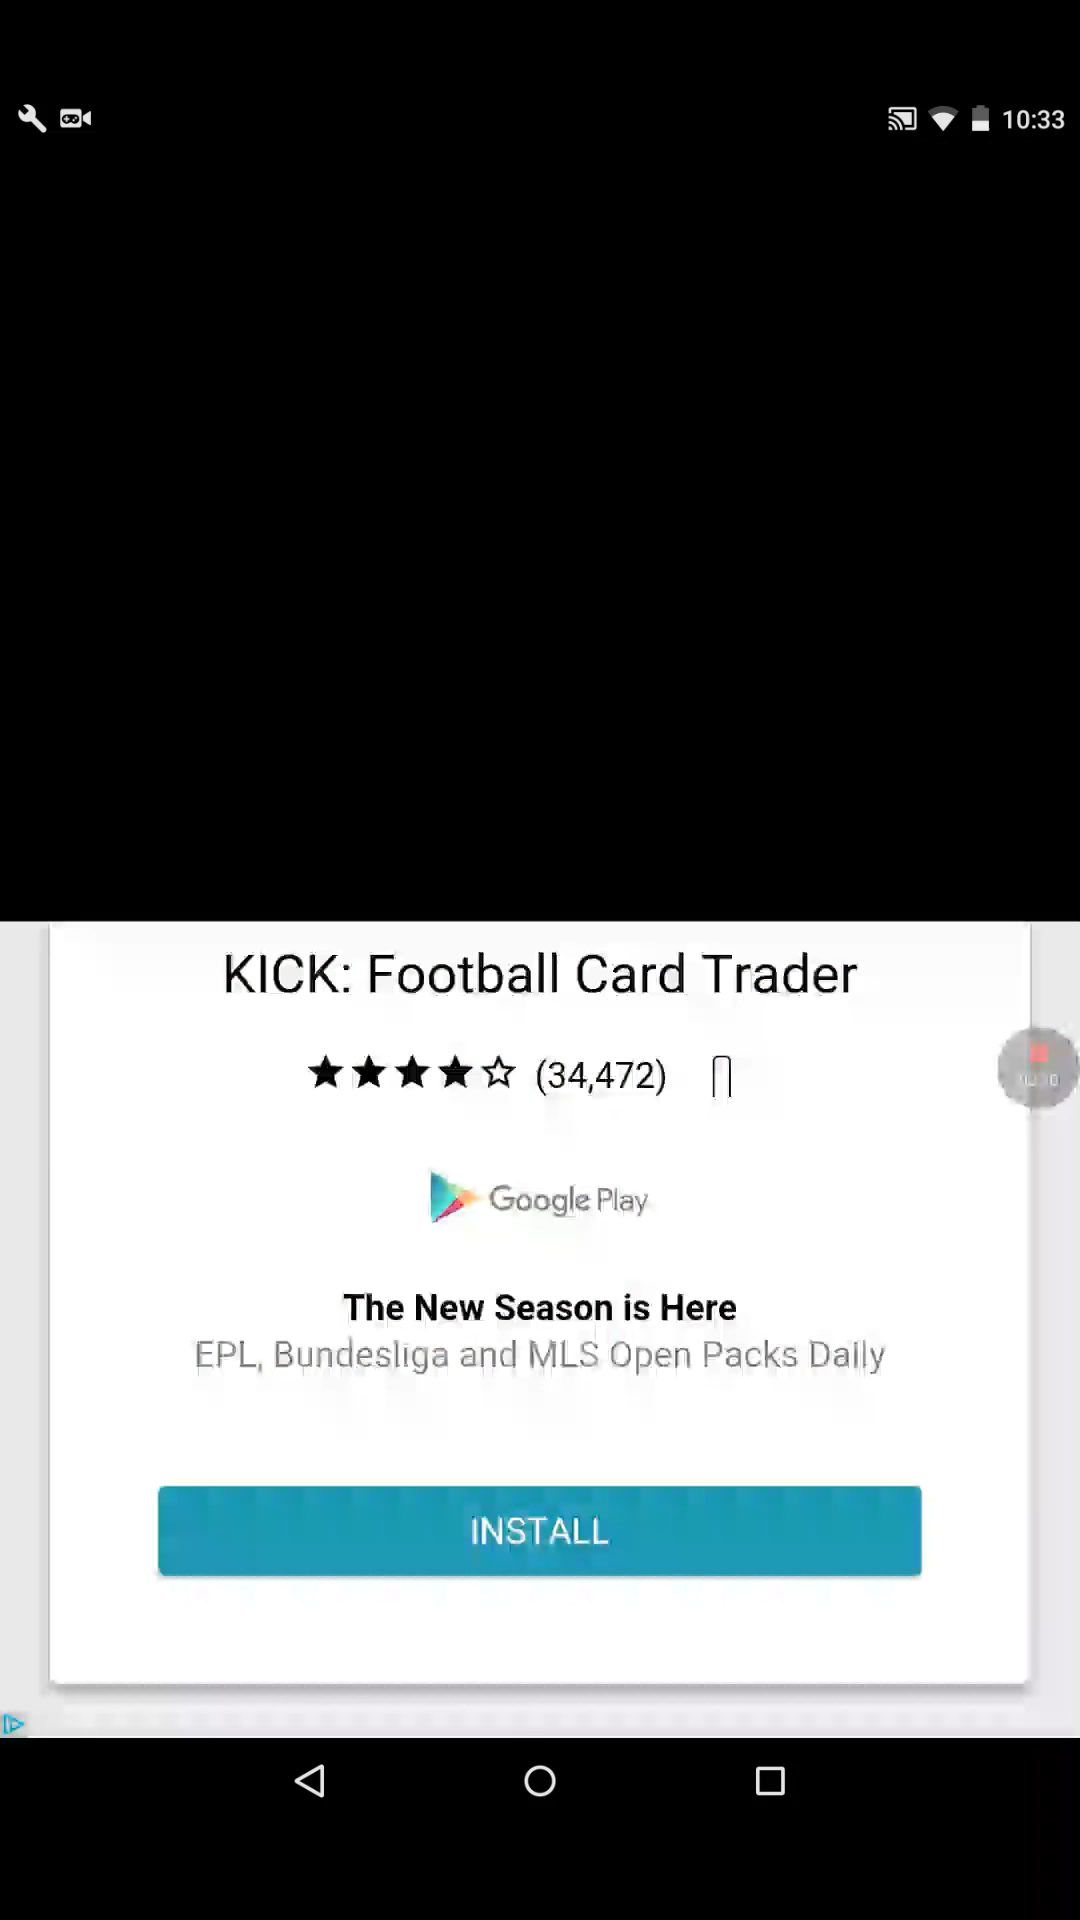 10:33
KICK: Football Card Trader
(34,472)
Google Play
The New Season is Here
EPL, Bundesliga and MLS Open Packs Daily
INSTALL